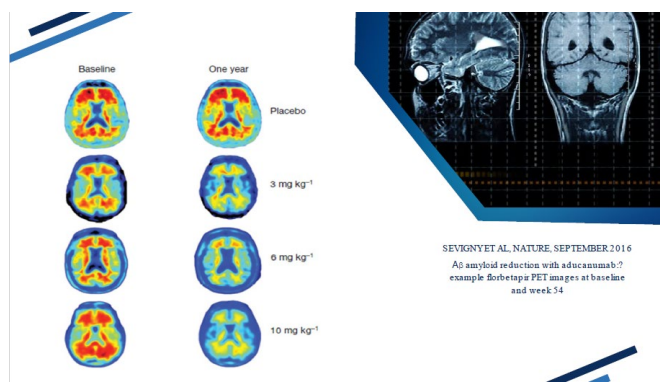 Baseline
One year
Placebo
3 mg kg⁻¹
6 mg kg⁻¹
10 mg kg⁻¹
SEVIGNYET AL, NATURE, SEPTEMBER 2016
Aβ amyloid reduction with aducanumab:?
example florbetapir PET images at baseline
and week 54